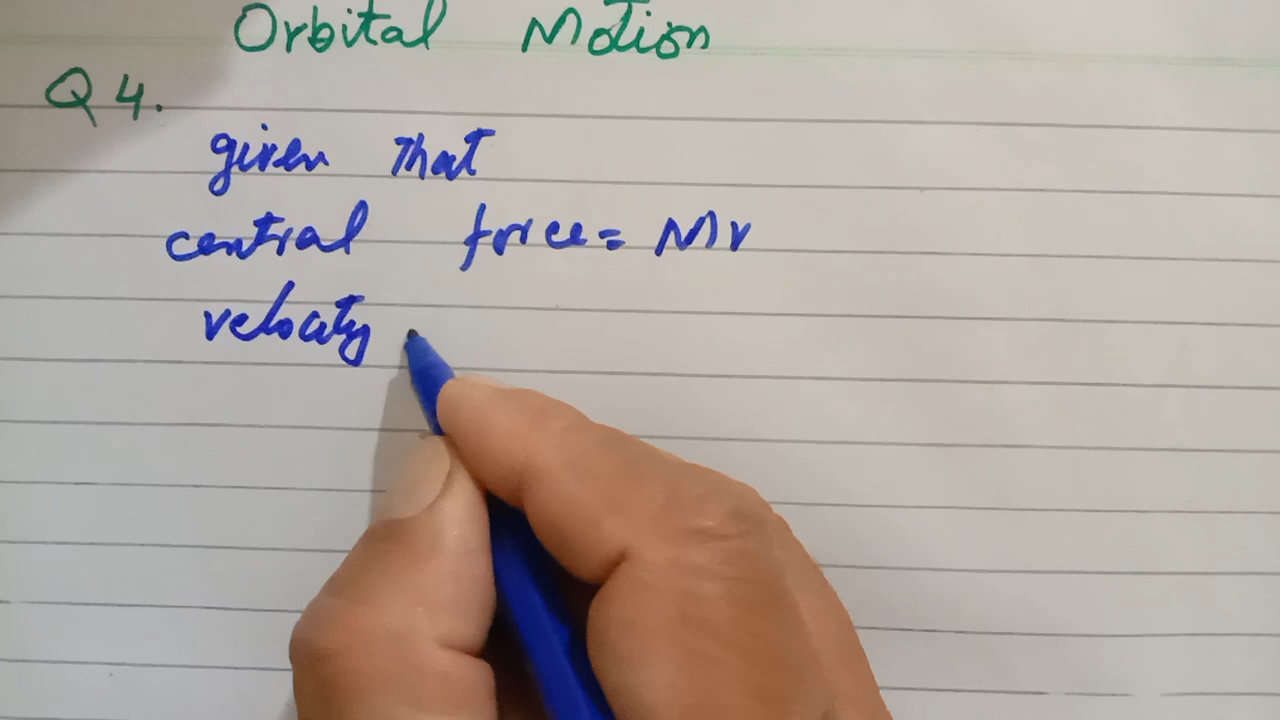 Orbital Motion
Q 4.
given that
central force = Mr
velocity